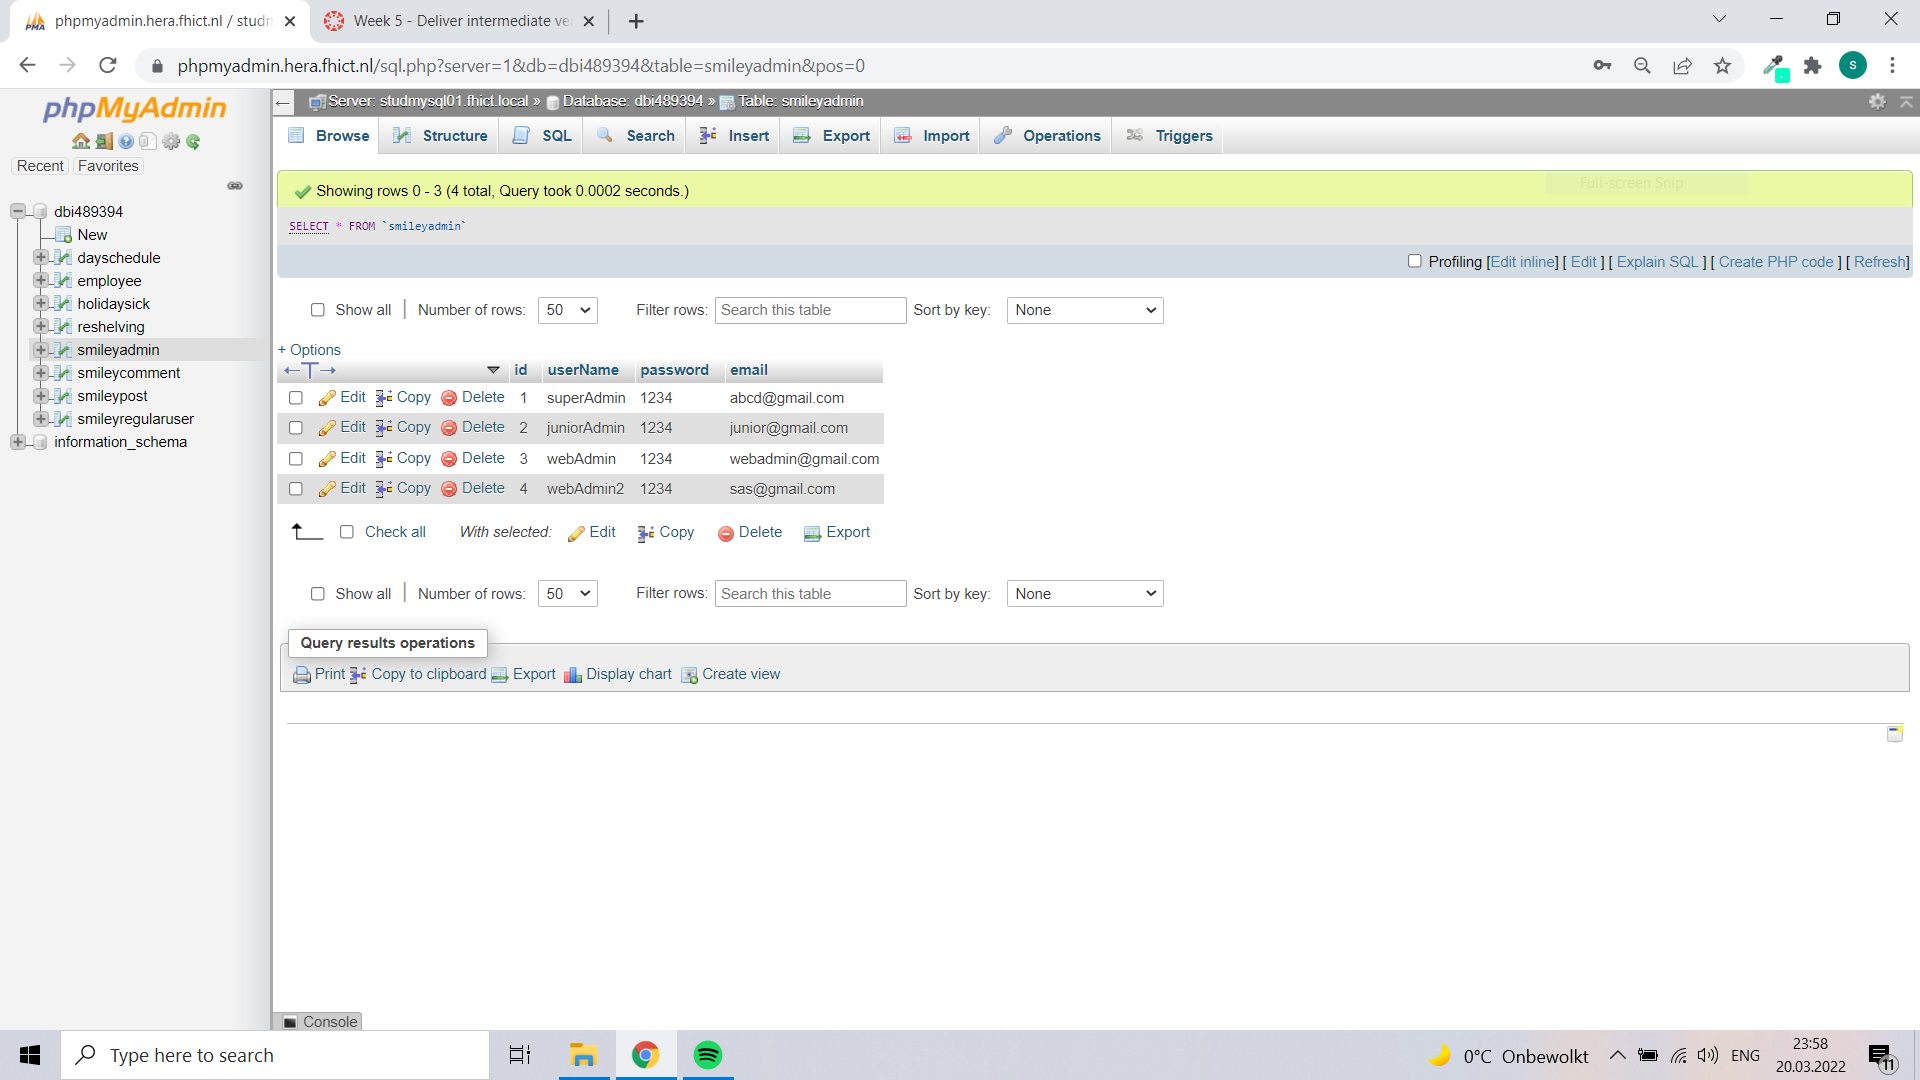 phpmyadmin.hera.fhict.nl / studm
Week 5 - Deliver intermediate ve
phpmyadmin.hera.fhict.nl/sql.php?server=1&db=dbi489394&table=smileyadmin&pos=0
S
phpMyAdmin
Recent Favorites
dbi489394
New
dayschedule
employee
holidaysick
reshelving
smileyadmin
smileycomment
smileypost
smileyregularuser
information_schema
Server: studmysql01.fhict.local » Database: dbi489394 » Table: smileyadmin
Browse Structure SQL Search Insert Export Import Operations Triggers
Showing rows 0 - 3 (4 total, Query took 0.0002 seconds.)
Full-screen Snip
SELECT * FROM `smileyadmin`
Profiling [Edit inline] [ Edit ] [ Explain SQL ] [ Create PHP code ] [ Refresh]
Show all Number of rows: 50 Filter rows: Search this table Sort by key: None
+ Options
←T→ id userName password email
Edit Copy Delete 1 superAdmin 1234 abcd@gmail.com
Edit Copy Delete 2 juniorAdmin 1234 junior@gmail.com
Edit Copy Delete 3 webAdmin 1234 webadmin@gmail.com
Edit Copy Delete 4 webAdmin2 1234 sas@gmail.com
Check all With selected: Edit Copy Delete Export
Show all Number of rows: 50 Filter rows: Search this table Sort by key: None
Query results operations
Print Copy to clipboard Export Display chart Create view
Console
Type here to search
0°C Onbewolkt
ENG
23:58
20.03.2022
11